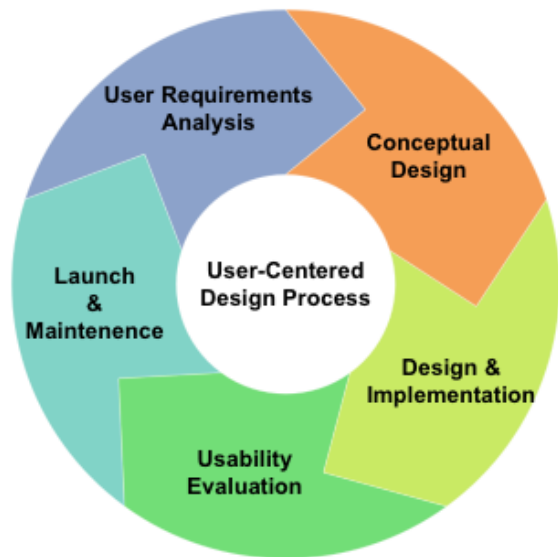 User Requirements
Analysis
Conceptual
Design
User-Centered
Design Process
Launch
&
Maintenence
Design &
Implementation
Usability
Evaluation